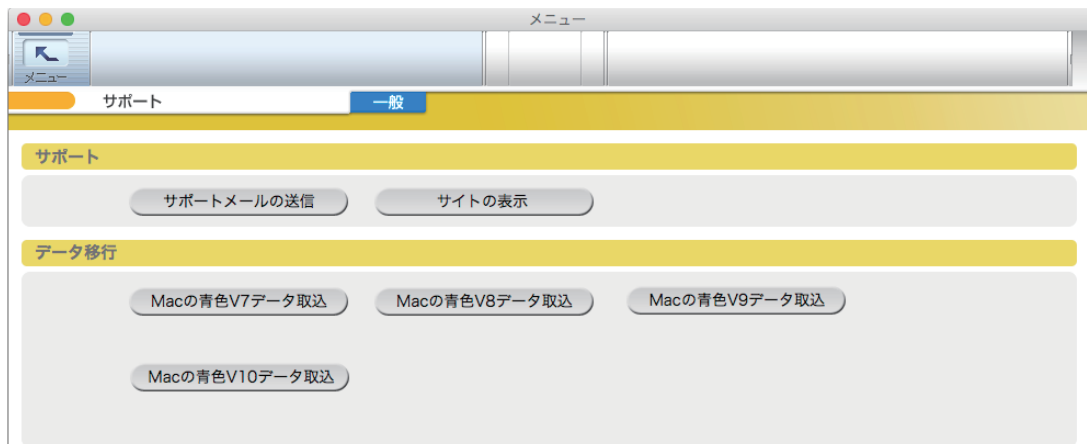 メニュー
メニュー
サポート 一般
サポート
サポートメールの送信 サイトの表示
データ移行
Macの青色V7データ取込 Macの青色V8データ取込 Macの青色V9データ取込
Macの青色V10データ取込